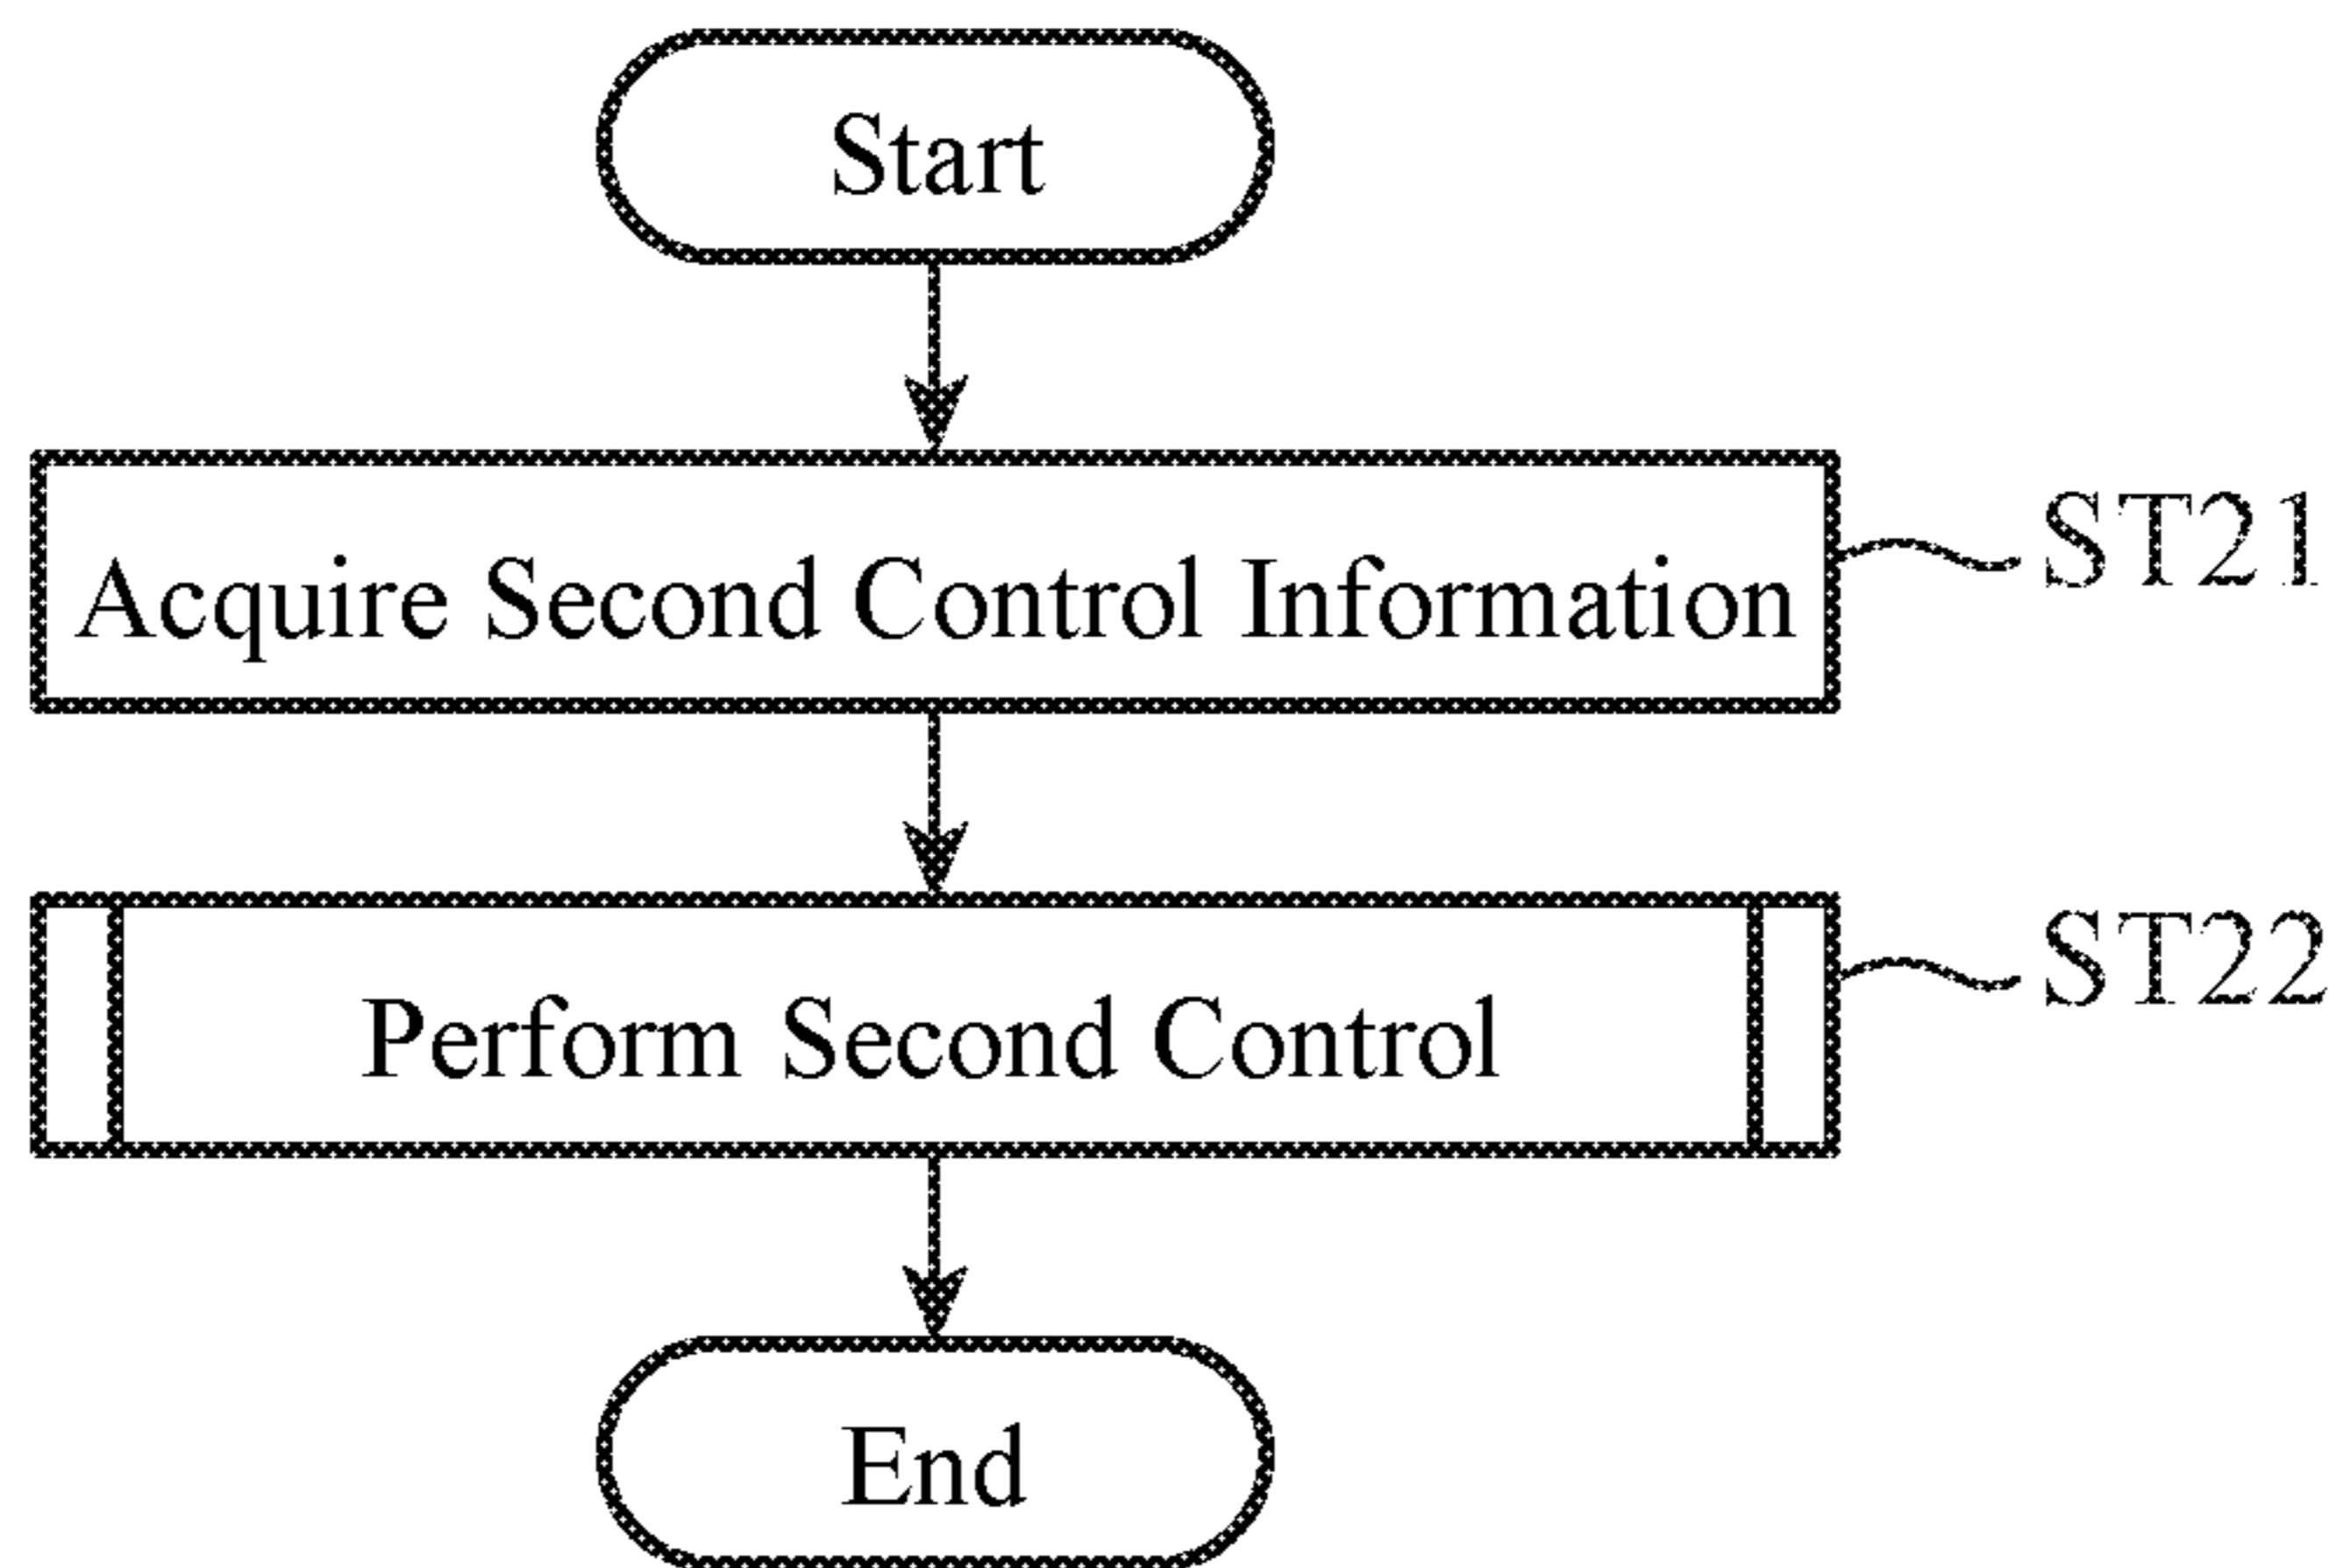 Start
Acquire Second Control Information
ST21
Perform Second Control
ST22
End